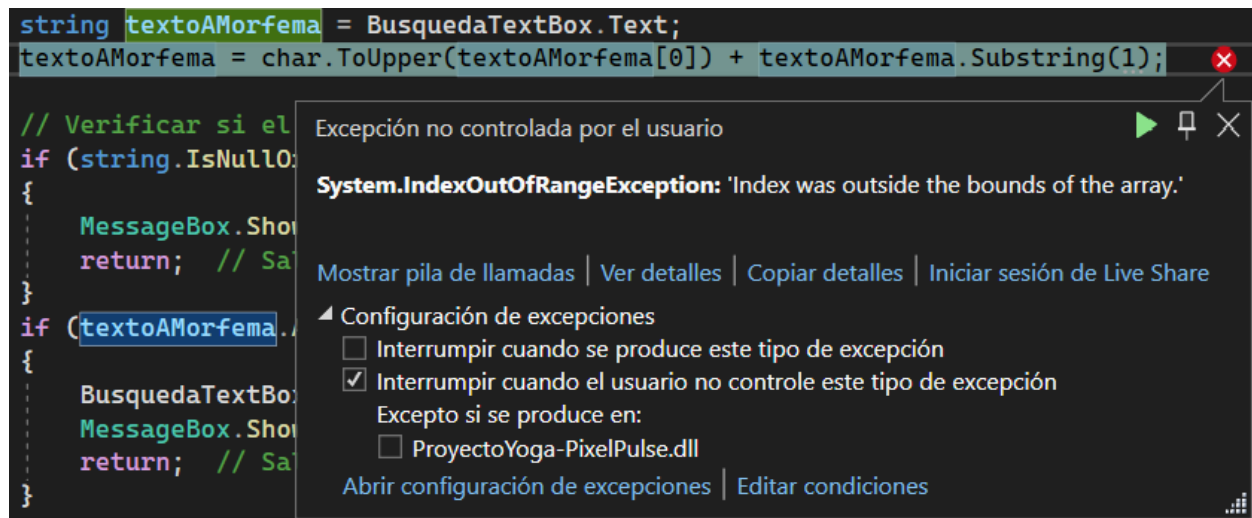 string textoAMorfema = BusquedaTextBox.Text;
textoAMorfema = char.ToUpper(textoAMorfema[0]) + textoAMorfema.Substring(1);
// Verificar si el
if (string.IsNullO
{
MessageBox.Sho
return; // Sa
}
if (textoAMorfema.
{
BusquedaTextBo
MessageBox.Sho
return; // Sa
}
Excepción no controlada por el usuario
System.IndexOutOfRangeException: 'Index was outside the bounds of the array.'
Mostrar pila de llamadas | Ver detalles | Copiar detalles | Iniciar sesión de Live Share
Configuración de excepciones
Interrumpir cuando se produce este tipo de excepción
Interrumpir cuando el usuario no controle este tipo de excepción
Excepto si se produce en:
ProyectoYoga-PixelPulse.dll
Abrir configuración de excepciones | Editar condiciones